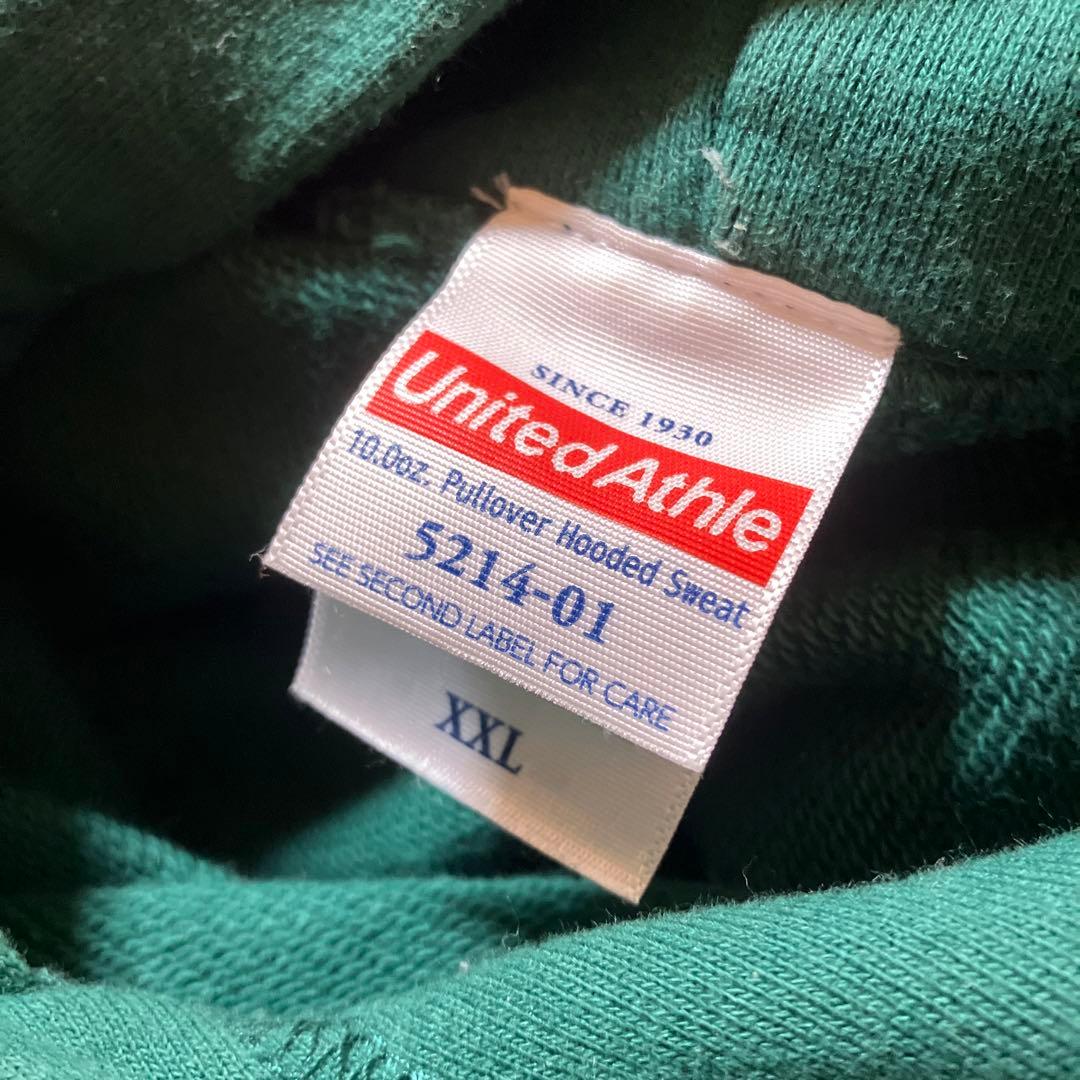 SINCE 1930
UnitedAthle
10.0oz. Pullover Hooded Sweat
5214-01
SEE SECOND LABEL FOR CARE
XXL